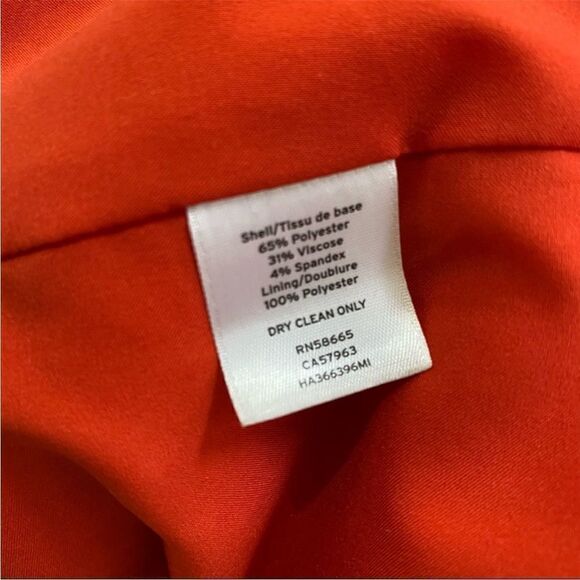 Shell/Tissu de base
65% Polyester
31% Viscose
4% Spandex
Lining/Doublure
100% Polyester
DRY CLEAN ONLY
RN58665
CA57963
HA366396MI